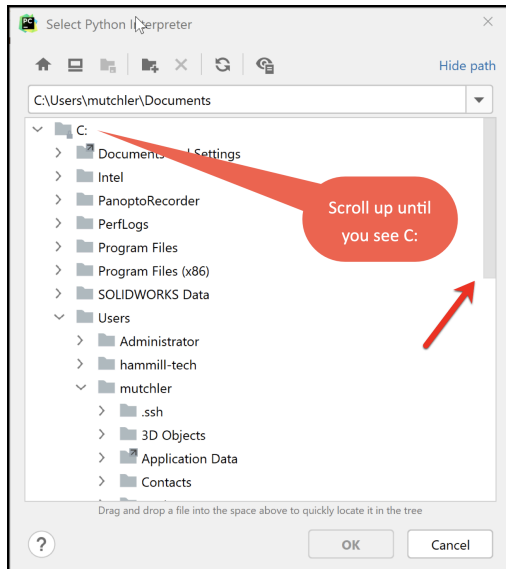 PC
Select Python Interpreter
Hide path
C:\Users\mutchler\Documents
C:
Documents and Settings
Intel
PanoptoRecorder
PerfLogs
Program Files
Program Files (x86)
SOLIDWORKS Data
Users
Administrator
hammill-tech
mutchler
.ssh
3D Objects
Application Data
Contacts
Scroll up until
you see C:
Drag and drop a file into the space above to quickly locate it in the tree
?
OK
Cancel